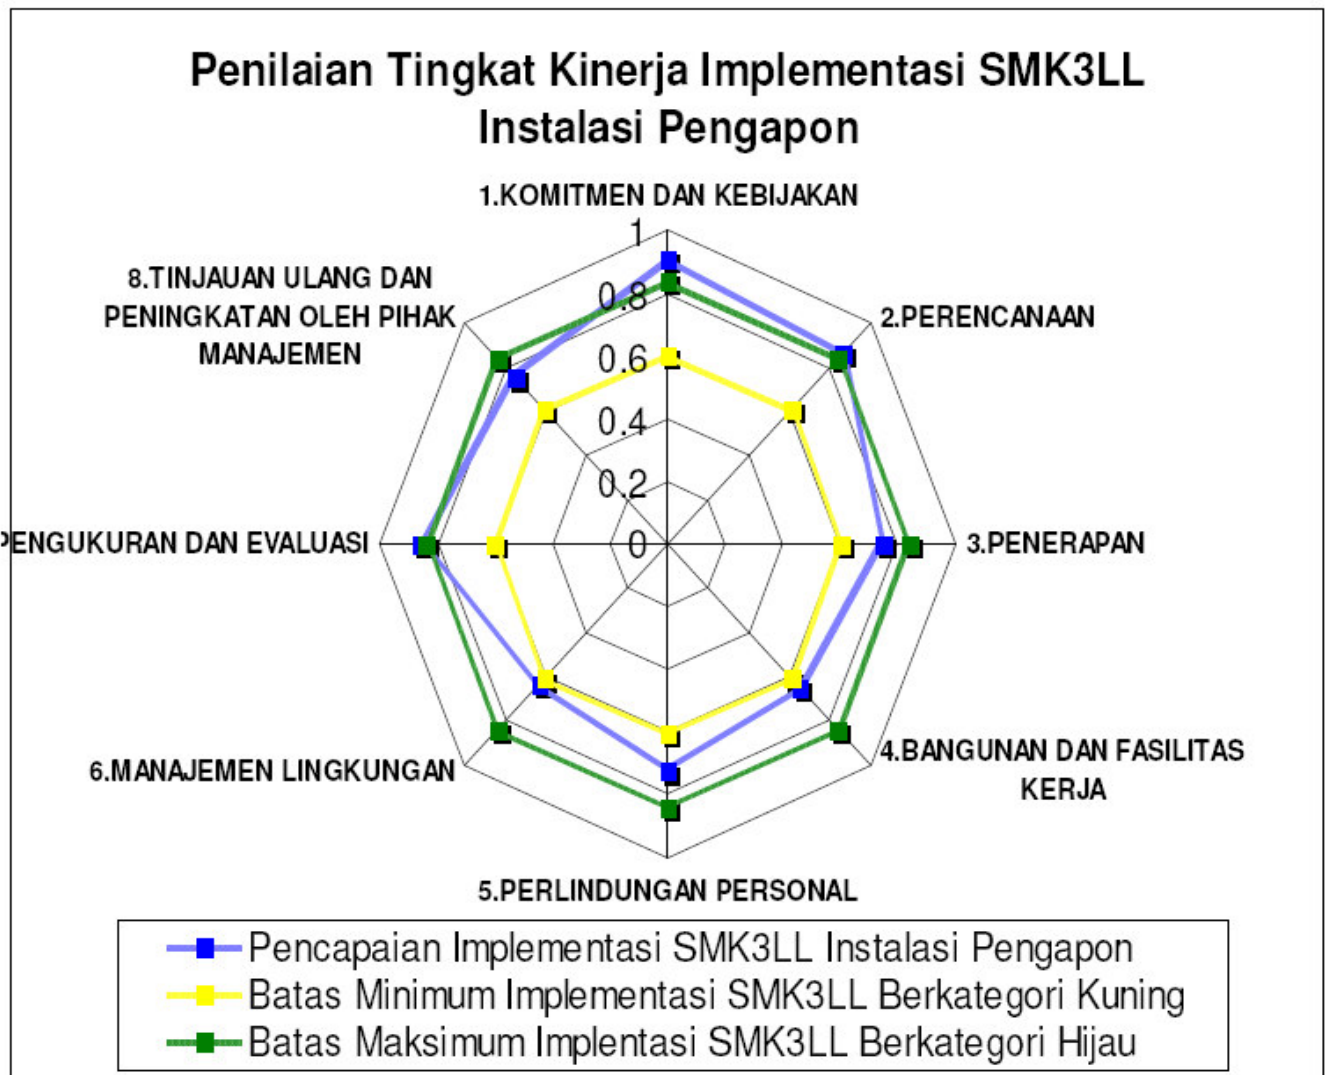 Penilaian Tingkat Kinerja Implementasi SMK3LL
Instalasi Pengapon
1.KOMITMEN DAN KEBIJAKAN
1
8.TINJAUAN ULANG DAN
PENINGKATAN OLEH PIHAK
MANAJEMEN
0.8
2.PERENCANAAN
0.6
0.4
0.2
PENGUKURAN DAN EVALUASI
0
3.PENERAPAN
6.MANAJEMEN LINGKUNGAN
4.BANGUNAN DAN FASILITAS
KERJA
5.PERLINDUNGAN PERSONAL
Pencapaian Implementasi SMK3LL Instalasi Pengapon
Batas Minimum Implementasi SMK3LL Berkategori Kuning
Batas Maksimum Implentasi SMK3LL Berkategori Hijau